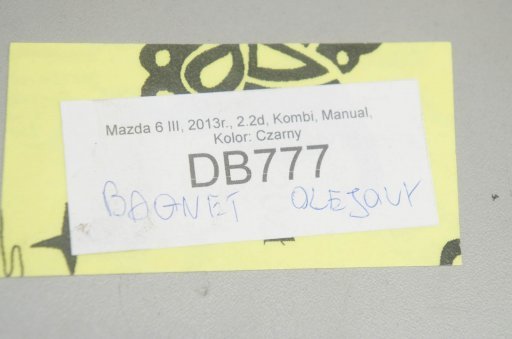 Mazda 6 III, 2013r., 2.2d, Kombi, Manual,
Kolor: Czarny
DB777
BAGNET OLEJOWY